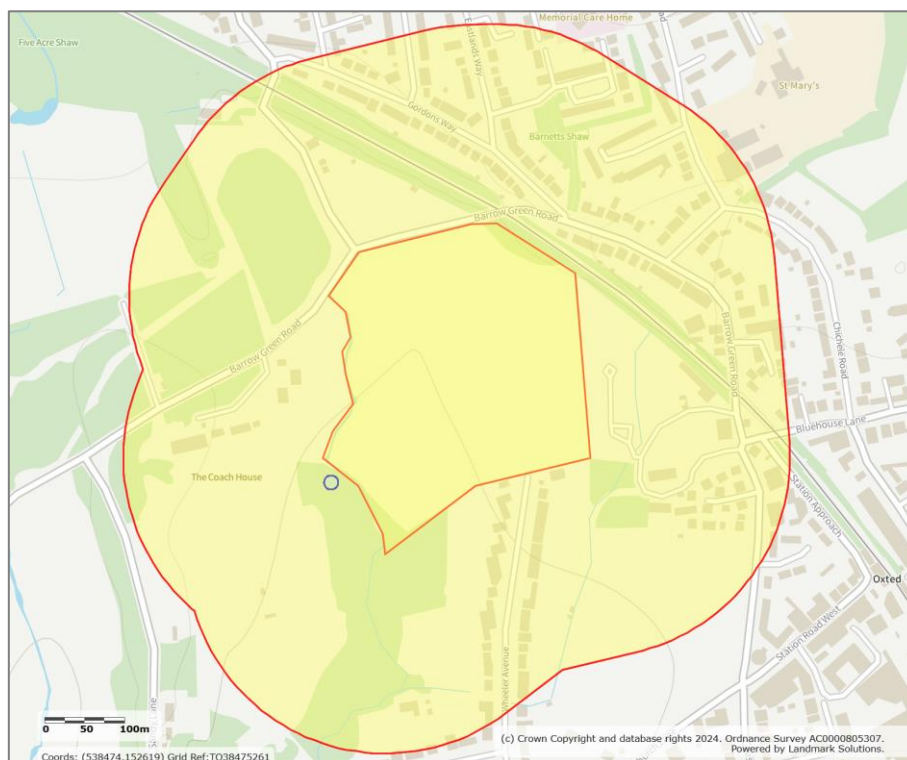 Memorial Care Home
Road
Five Acre Shaw
Eastlands Way
St Mary's
Gordons Way
Barnetts Shaw
Barrow Green Road
Barrow Green Road
Barrow Green Road
Chichele Road
Bluehouse Lane
The Coach House
Station Approach
Oxted
Station Road West
Wheeler Avenue
Lane
0 50 100m
(c) Crown Copyright and database rights 2024. Ordnance Survey AC0000805307.
Powered by Landmark Solutions.
Coords: (538474,152619) Grid Ref:TQ38475261